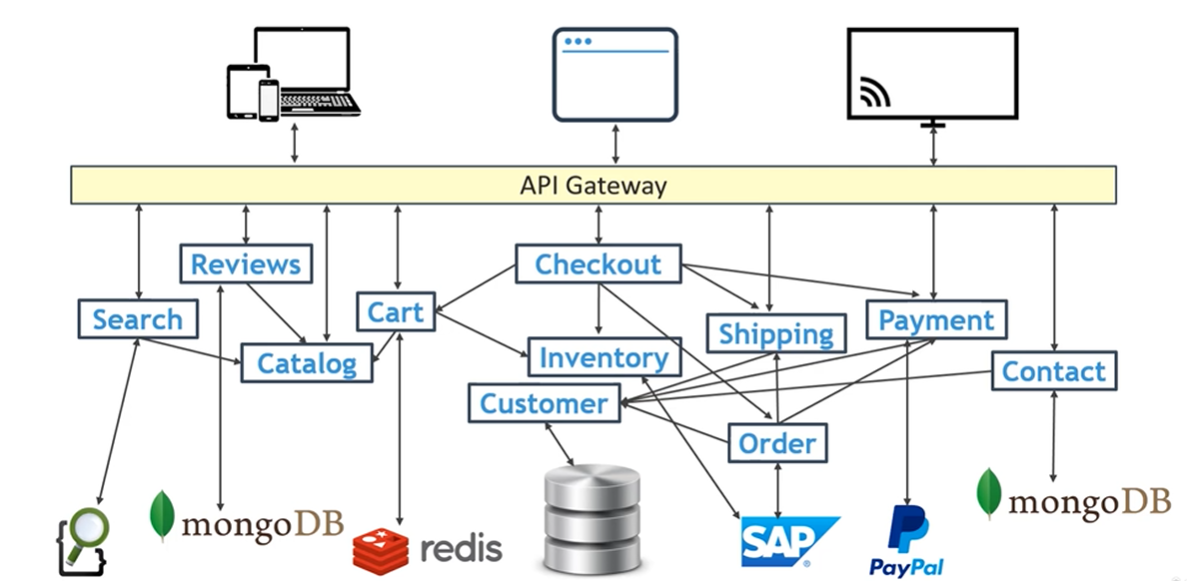 API Gateway
Reviews
Checkout
Search
Cart
Shipping
Payment
Catalog
Inventory
Contact
Customer
Order
mongoDB
redis
SAP
PayPal
mongoDB